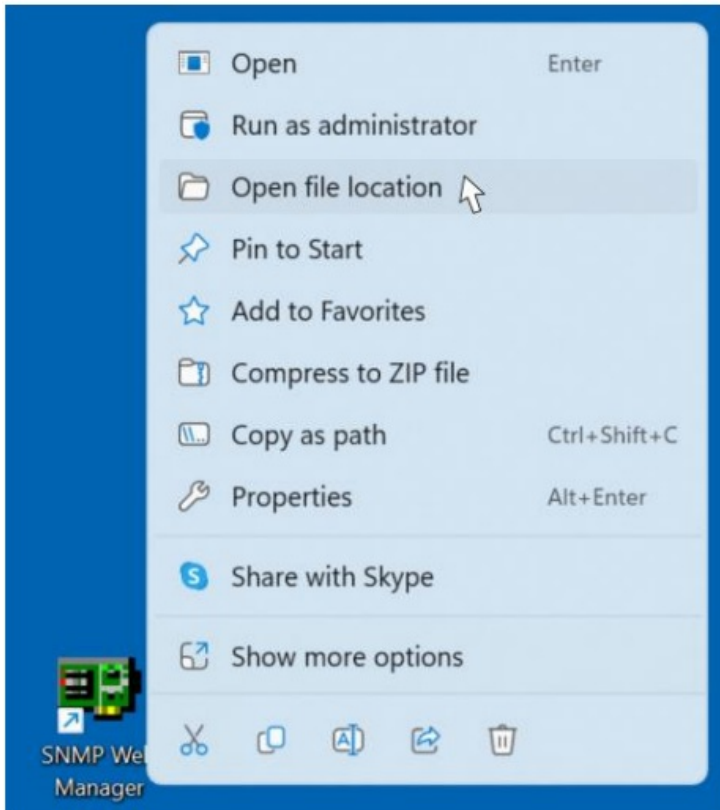 Open Enter
Run as administrator
Open file location
Pin to Start
Add to Favorites
Compress to ZIP file
Copy as path Ctrl+Shift+C
Properties Alt+Enter
Share with Skype
Show more options
SNMP
Manager